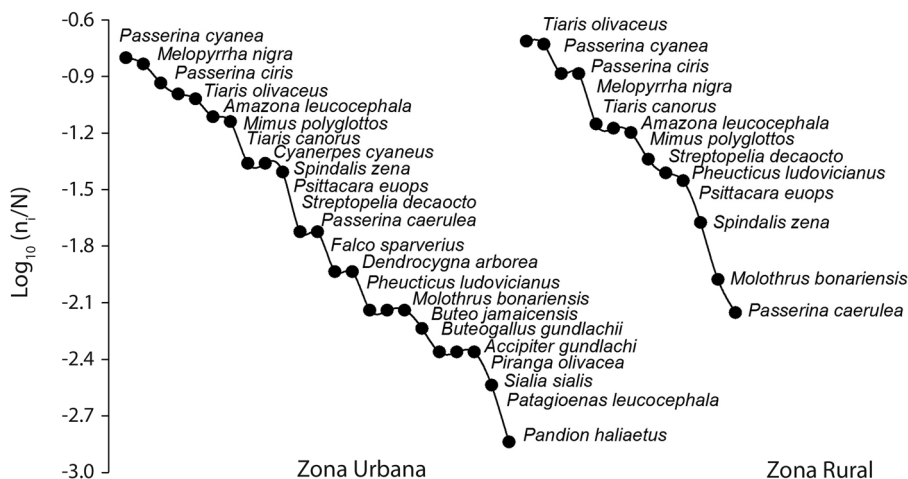 Log10 (ni/N)
-0.6
-0.9
-1.2
-1.5
-1.8
-2.1
-2.4
-2.7
-3.0
Passerina cyanea
Melopyrrha nigra
Passerina ciris
Tiaris olivaceus
Amazona leucocephala
Mimus polyglottos
Tiaris canorus
Cyanerpes cyaneus
Spindalis zena
Psittacara euops
Streptopelia decaocto
Passerina caerulea
Falco sparverius
Dendrocygna arborea
Pheucticus ludovicianus
Molothrus bonariensis
Buteo jamaicensis
Buteogallus gundlachii
Accipiter gundlachi
Piranga olivacea
Sialia sialis
Patagioenas leucocephala
Pandion haliaetus
Zona Urbana
Tiaris olivaceus
Passerina cyanea
Passerina ciris
Melopyrrha nigra
Tiaris canorus
Amazona leucocephala
Mimus polyglottos
Streptopelia decaocto
Pheucticus ludovicianus
Psittacara euops
Spindalis zena
Molothrus bonariensis
Passerina caerulea
Zona Rural